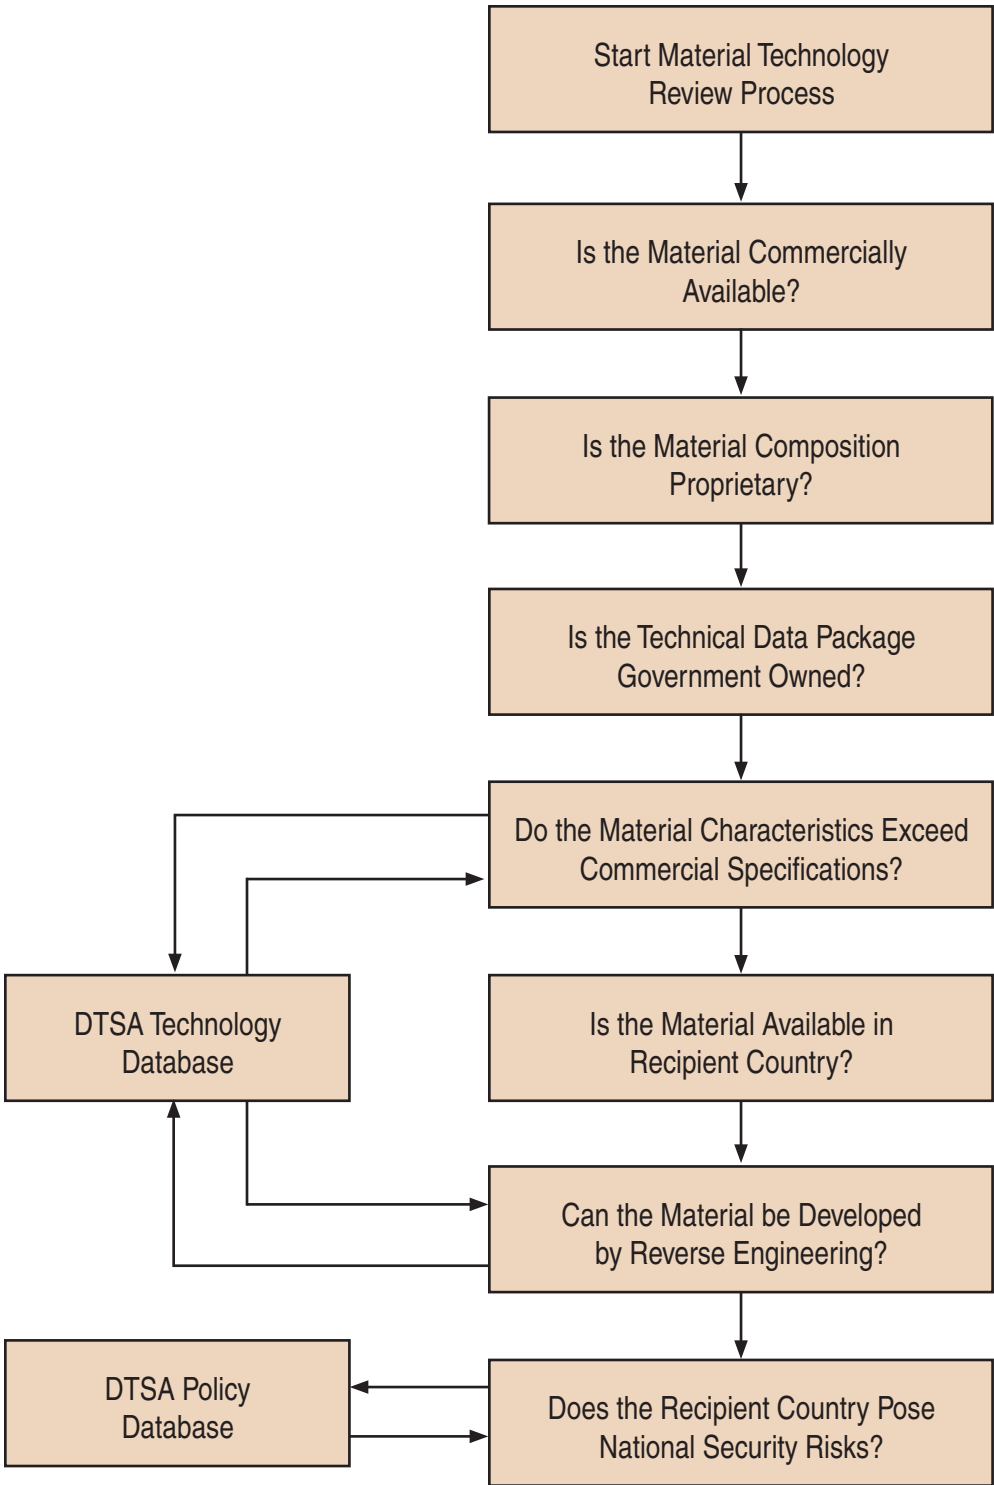 Start Material Technology
Review Process
Is the Material Commercially
Available?
Is the Material Composition
Proprietary?
Is the Technical Data Package
Government Owned?
Do the Material Characteristics Exceed
Commercial Specifications?
DTSA Technology
Database
Is the Material Available in
Recipient Country?
Can the Material be Developed
by Reverse Engineering?
DTSA Policy
Database
Does the Recipient Country Pose
National Security Risks?